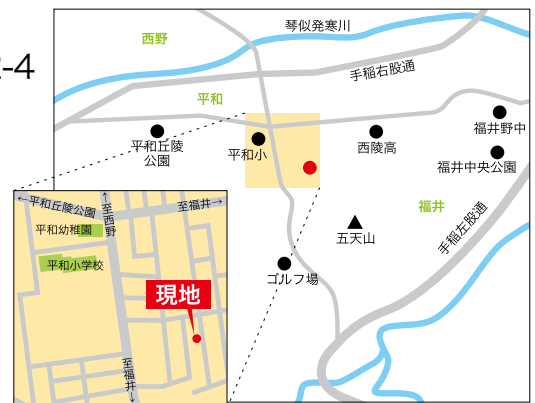 琴似発寒川
西野
-4
手稲右股通
平和
福井野中
平和丘陵
公園
平和小
西陵高
福井中央公園
福井
五天山
手稲左股通
ゴルフ場
←平和丘陵公園
←至西野
至福井→
平和幼稚園
平和小学校
現地
至福井→